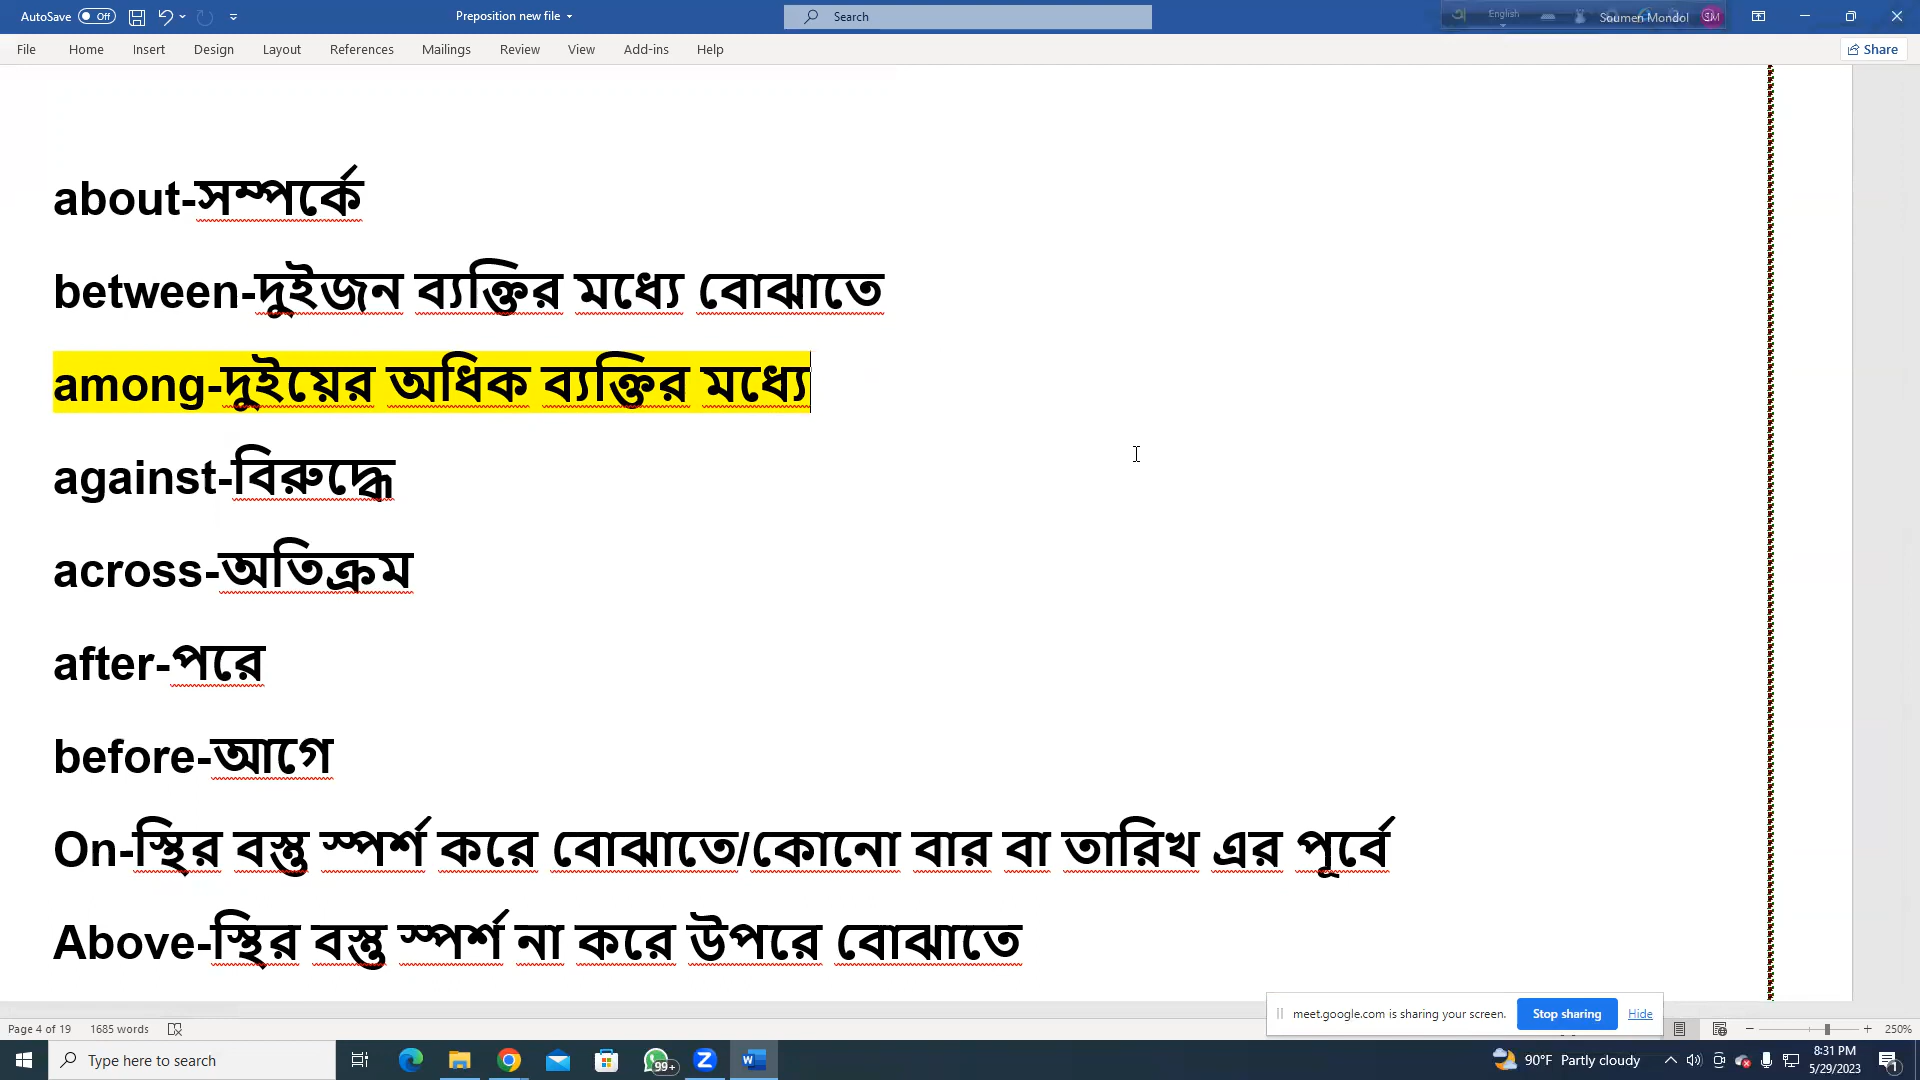 AutoSave Off Preposition new file Search English Soumen Mondol SM
File Home Insert Design Layout References Mailings Review View Add-ins Help Share
about-সম্পর্কে
between-দুইজন ব্যক্তির মধ্যে বোঝাতে
among-দুইয়ের অধিক ব্যক্তির মধ্যে
against-বিরুদ্ধে
across-অতিক্রম
after-পরে
before-আগে
On-স্থির বস্তু স্পর্শ করে বোঝাতে/কোনো বার বা তারিখ এর পূর্বে
Above-স্থির বস্তু স্পর্শ না করে উপরে বোঝাতে
meet.google.com is sharing your screen. Stop sharing Hide
Page 4 of 19 1685 words 250%
Type here to search 99+ 90°F Partly cloudy 8:31 PM
5/29/2023 1